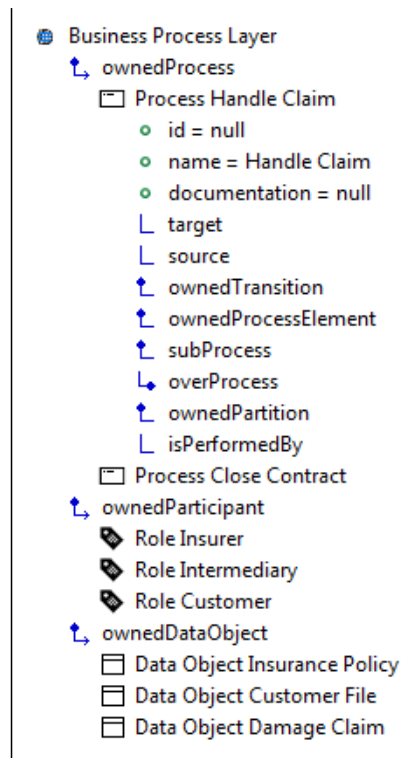 Business Process Layer
ownedProcess
Process Handle Claim
id = null
name = Handle Claim
documentation = null
target
source
ownedTransition
ownedProcessElement
subProcess
overProcess
ownedPartition
isPerformedBy
Process Close Contract
ownedParticipant
Role Insurer
Role Intermediary
Role Customer
ownedDataObject
Data Object Insurance Policy
Data Object Customer File
Data Object Damage Claim